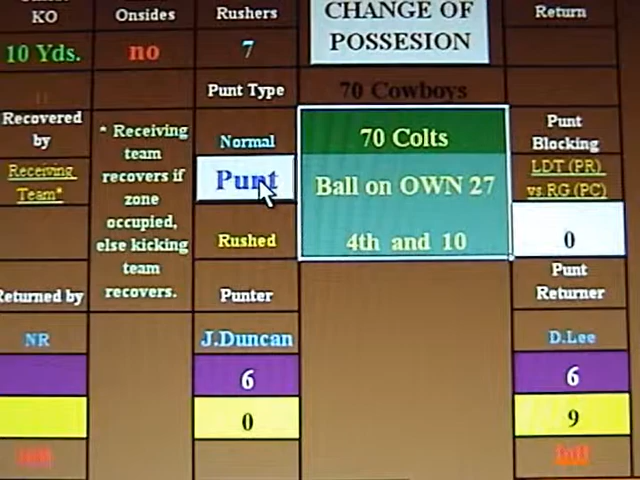 KO
Onsides
Rushers
CHANGE OF
POSSESION
Return
10 Yds.
no
7
Punt Type
70 Cowboys
Recovered
by
* Receiving
team
recovers if
zone
occupied,
else kicking
team
recovers.
Normal
70 Colts
Punt
Blocking
Receiving
Team*
Punt
Ball on OWN 27
LDT (PR)
vs.RG (PC)
Rushed
4th and 10
0
Returned by
Punter
Punt
Returner
NR
J.Duncan
D.Lee
6
6
0
9